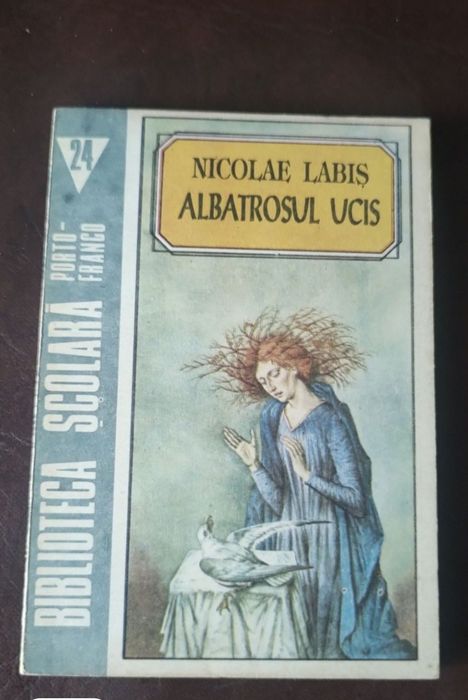 24
BIBLIOTECA ȘCOLARĂ
PORTO-
FRANCO
NICOLAE LABIȘ
ALBATROSUL UCIS